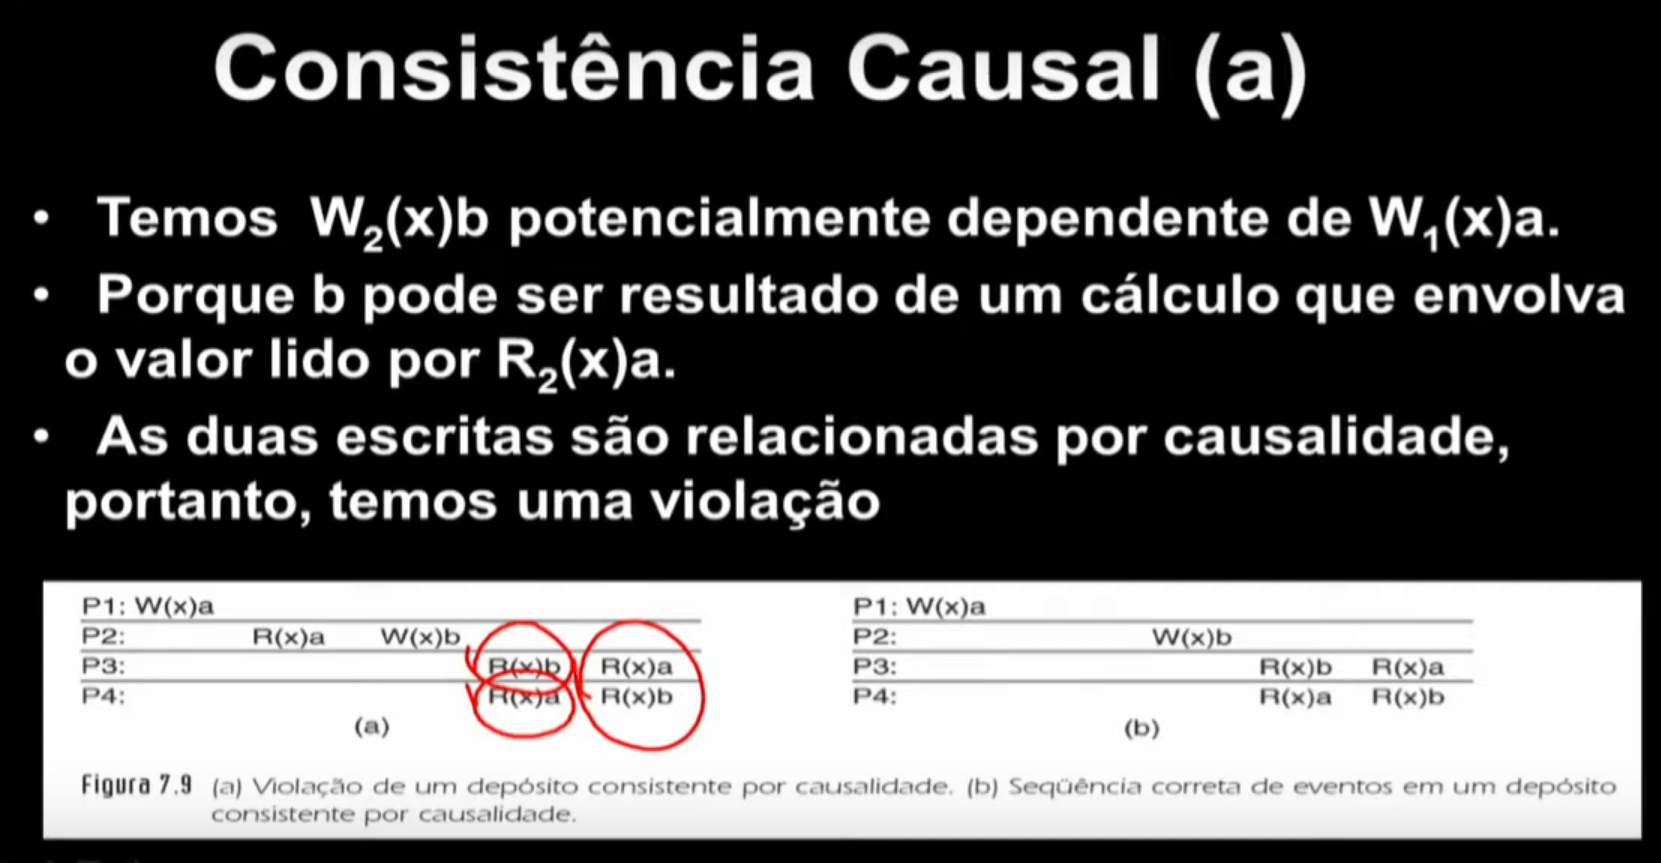 Consistência Causal (a)
• Temos W₂(x)b potencialmente dependente de W₁(x)a.
• Porque b pode ser resultado de um cálculo que envolva
o valor lido por R₂(x)a.
• As duas escritas são relacionadas por causalidade,
portanto, temos uma violação
P1: W(x)a
P2: R(x)a W(x)b
P3: R(x)b R(x)a
P4: R(x)a R(x)b
(a)
P1: W(x)a
P2: W(x)b
P3: R(x)b R(x)a
P4: R(x)a R(x)b
(b)
Figura 7.9 (a) Violação de um depósito consistente por causalidade. (b) Seqüência correta de eventos em um depósito
consistente por causalidade.